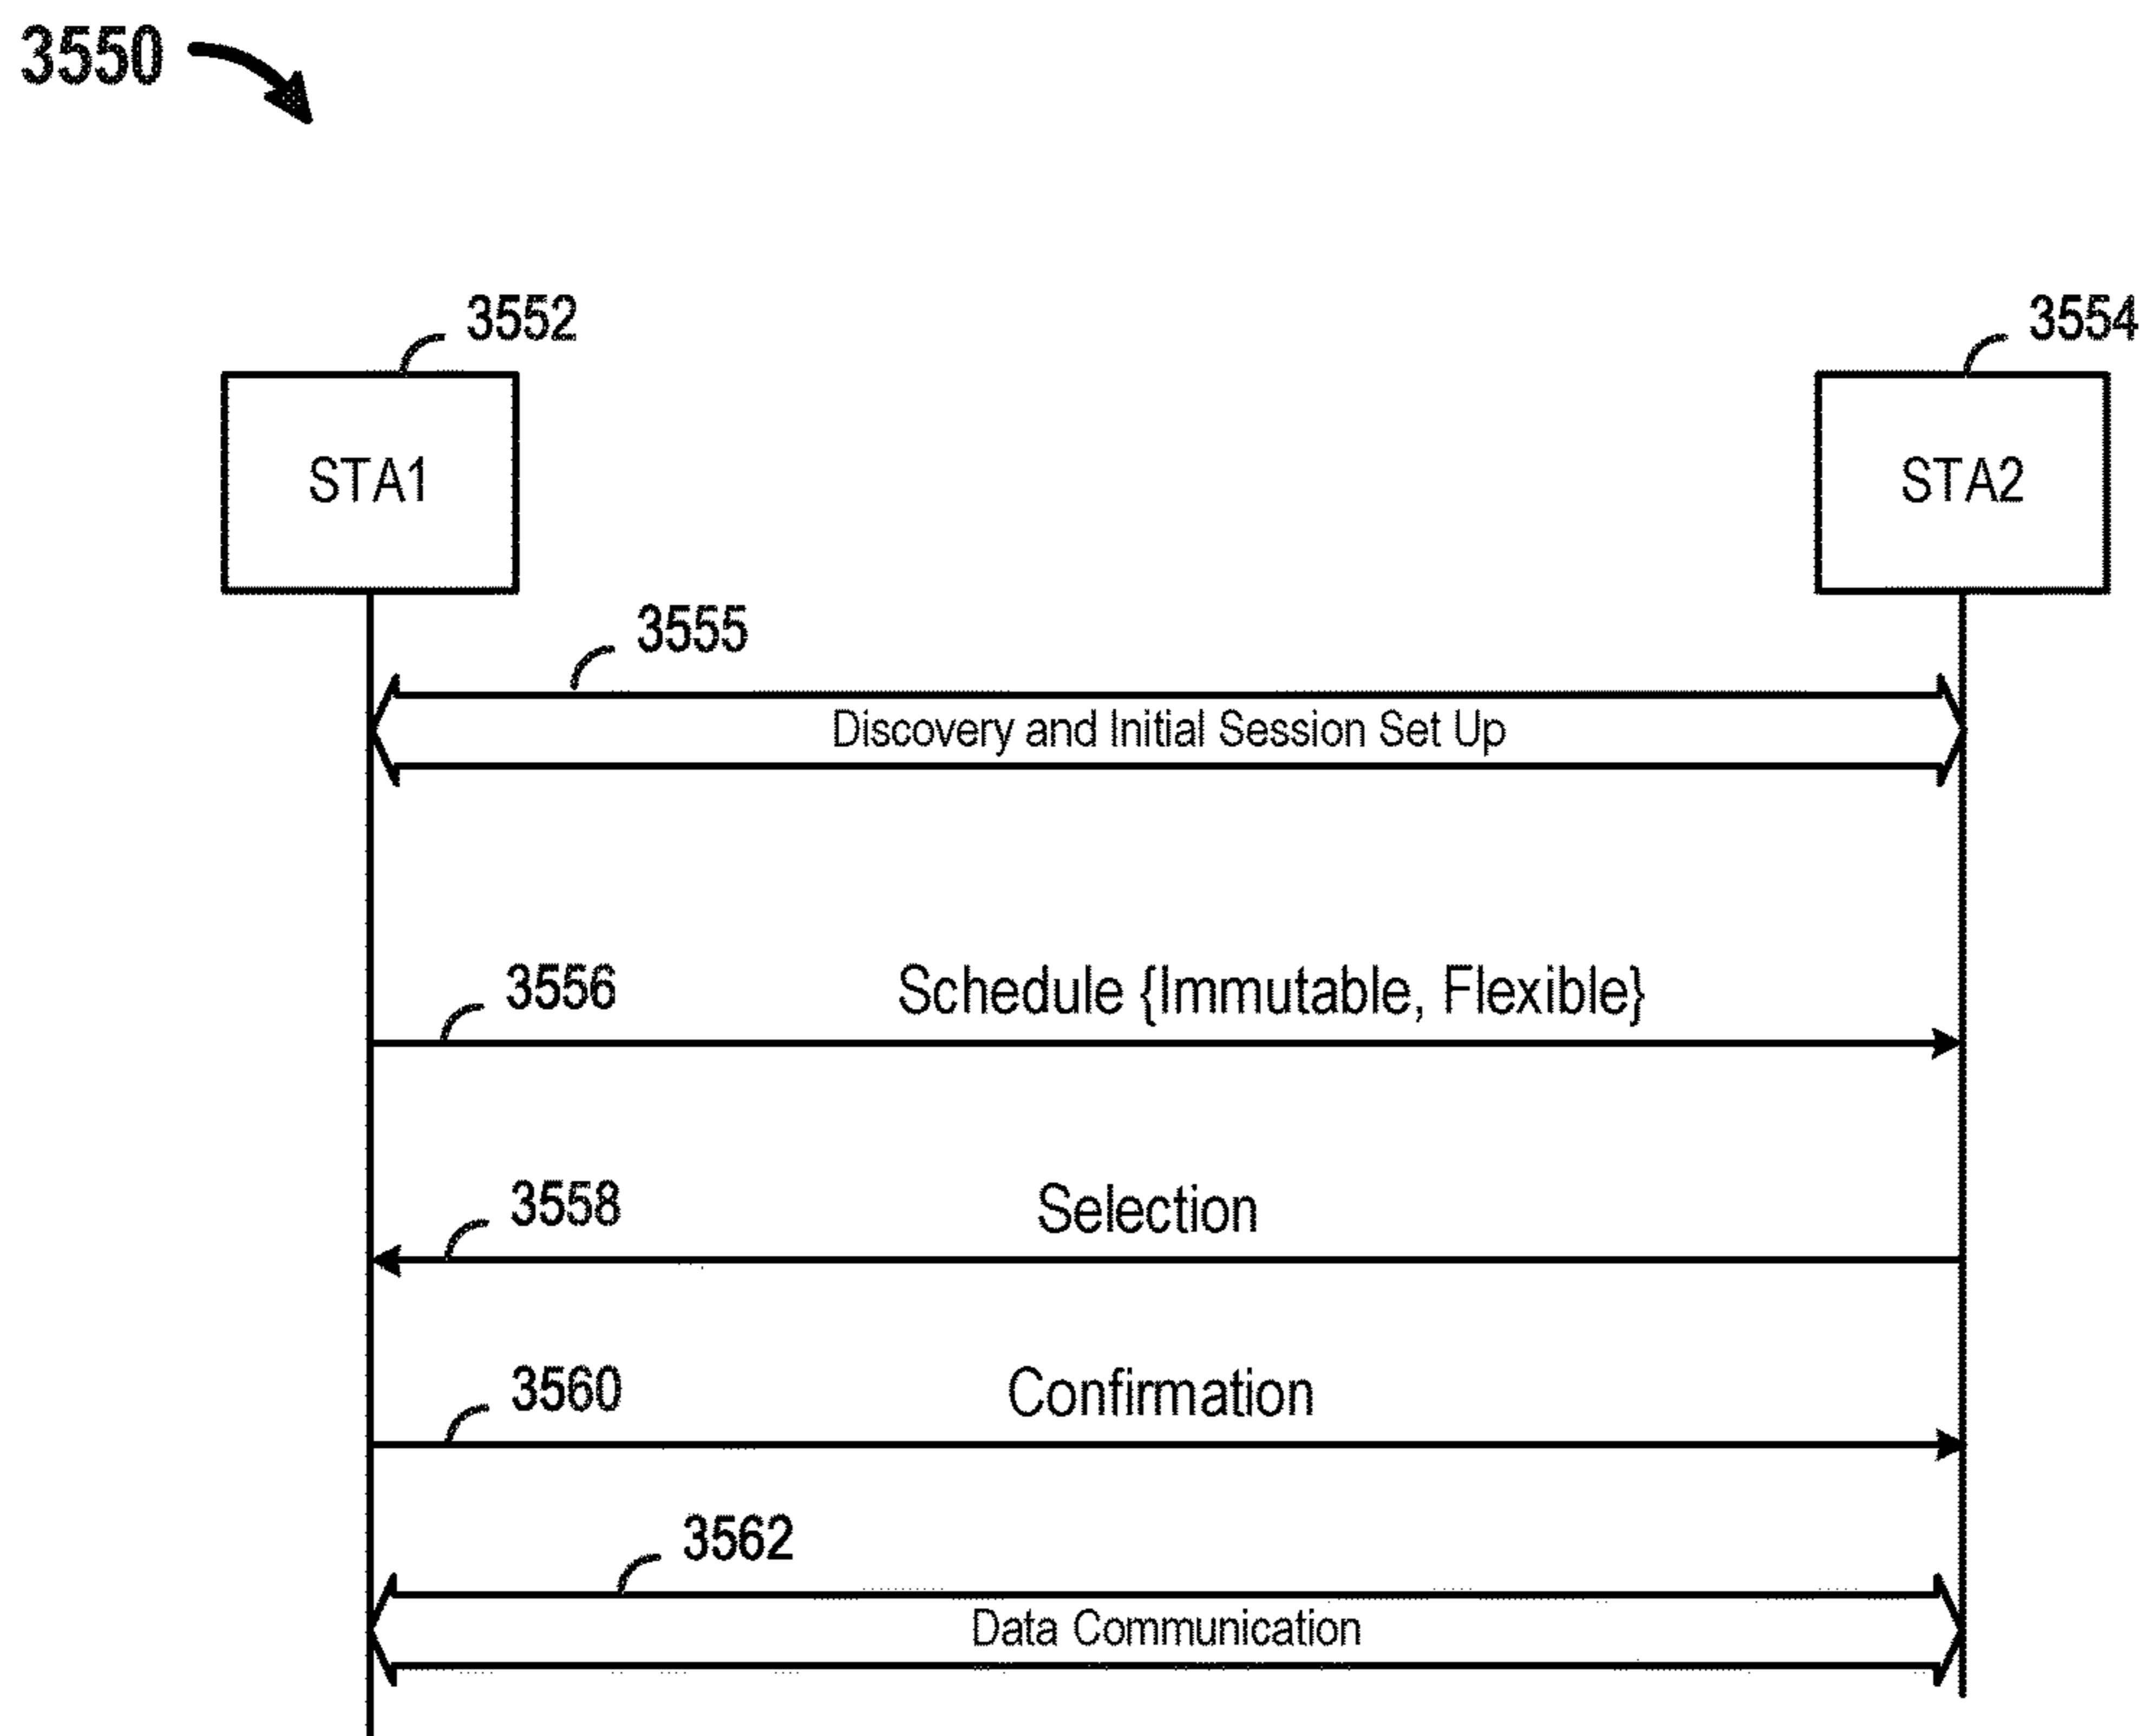 3550
3552
3554
STA1
STA2
3555
Discovery and Initial Session Set Up
3556
Schedule {Immutable, Flexible}
3558
Selection
3560
Confirmation
3562
Data Communication